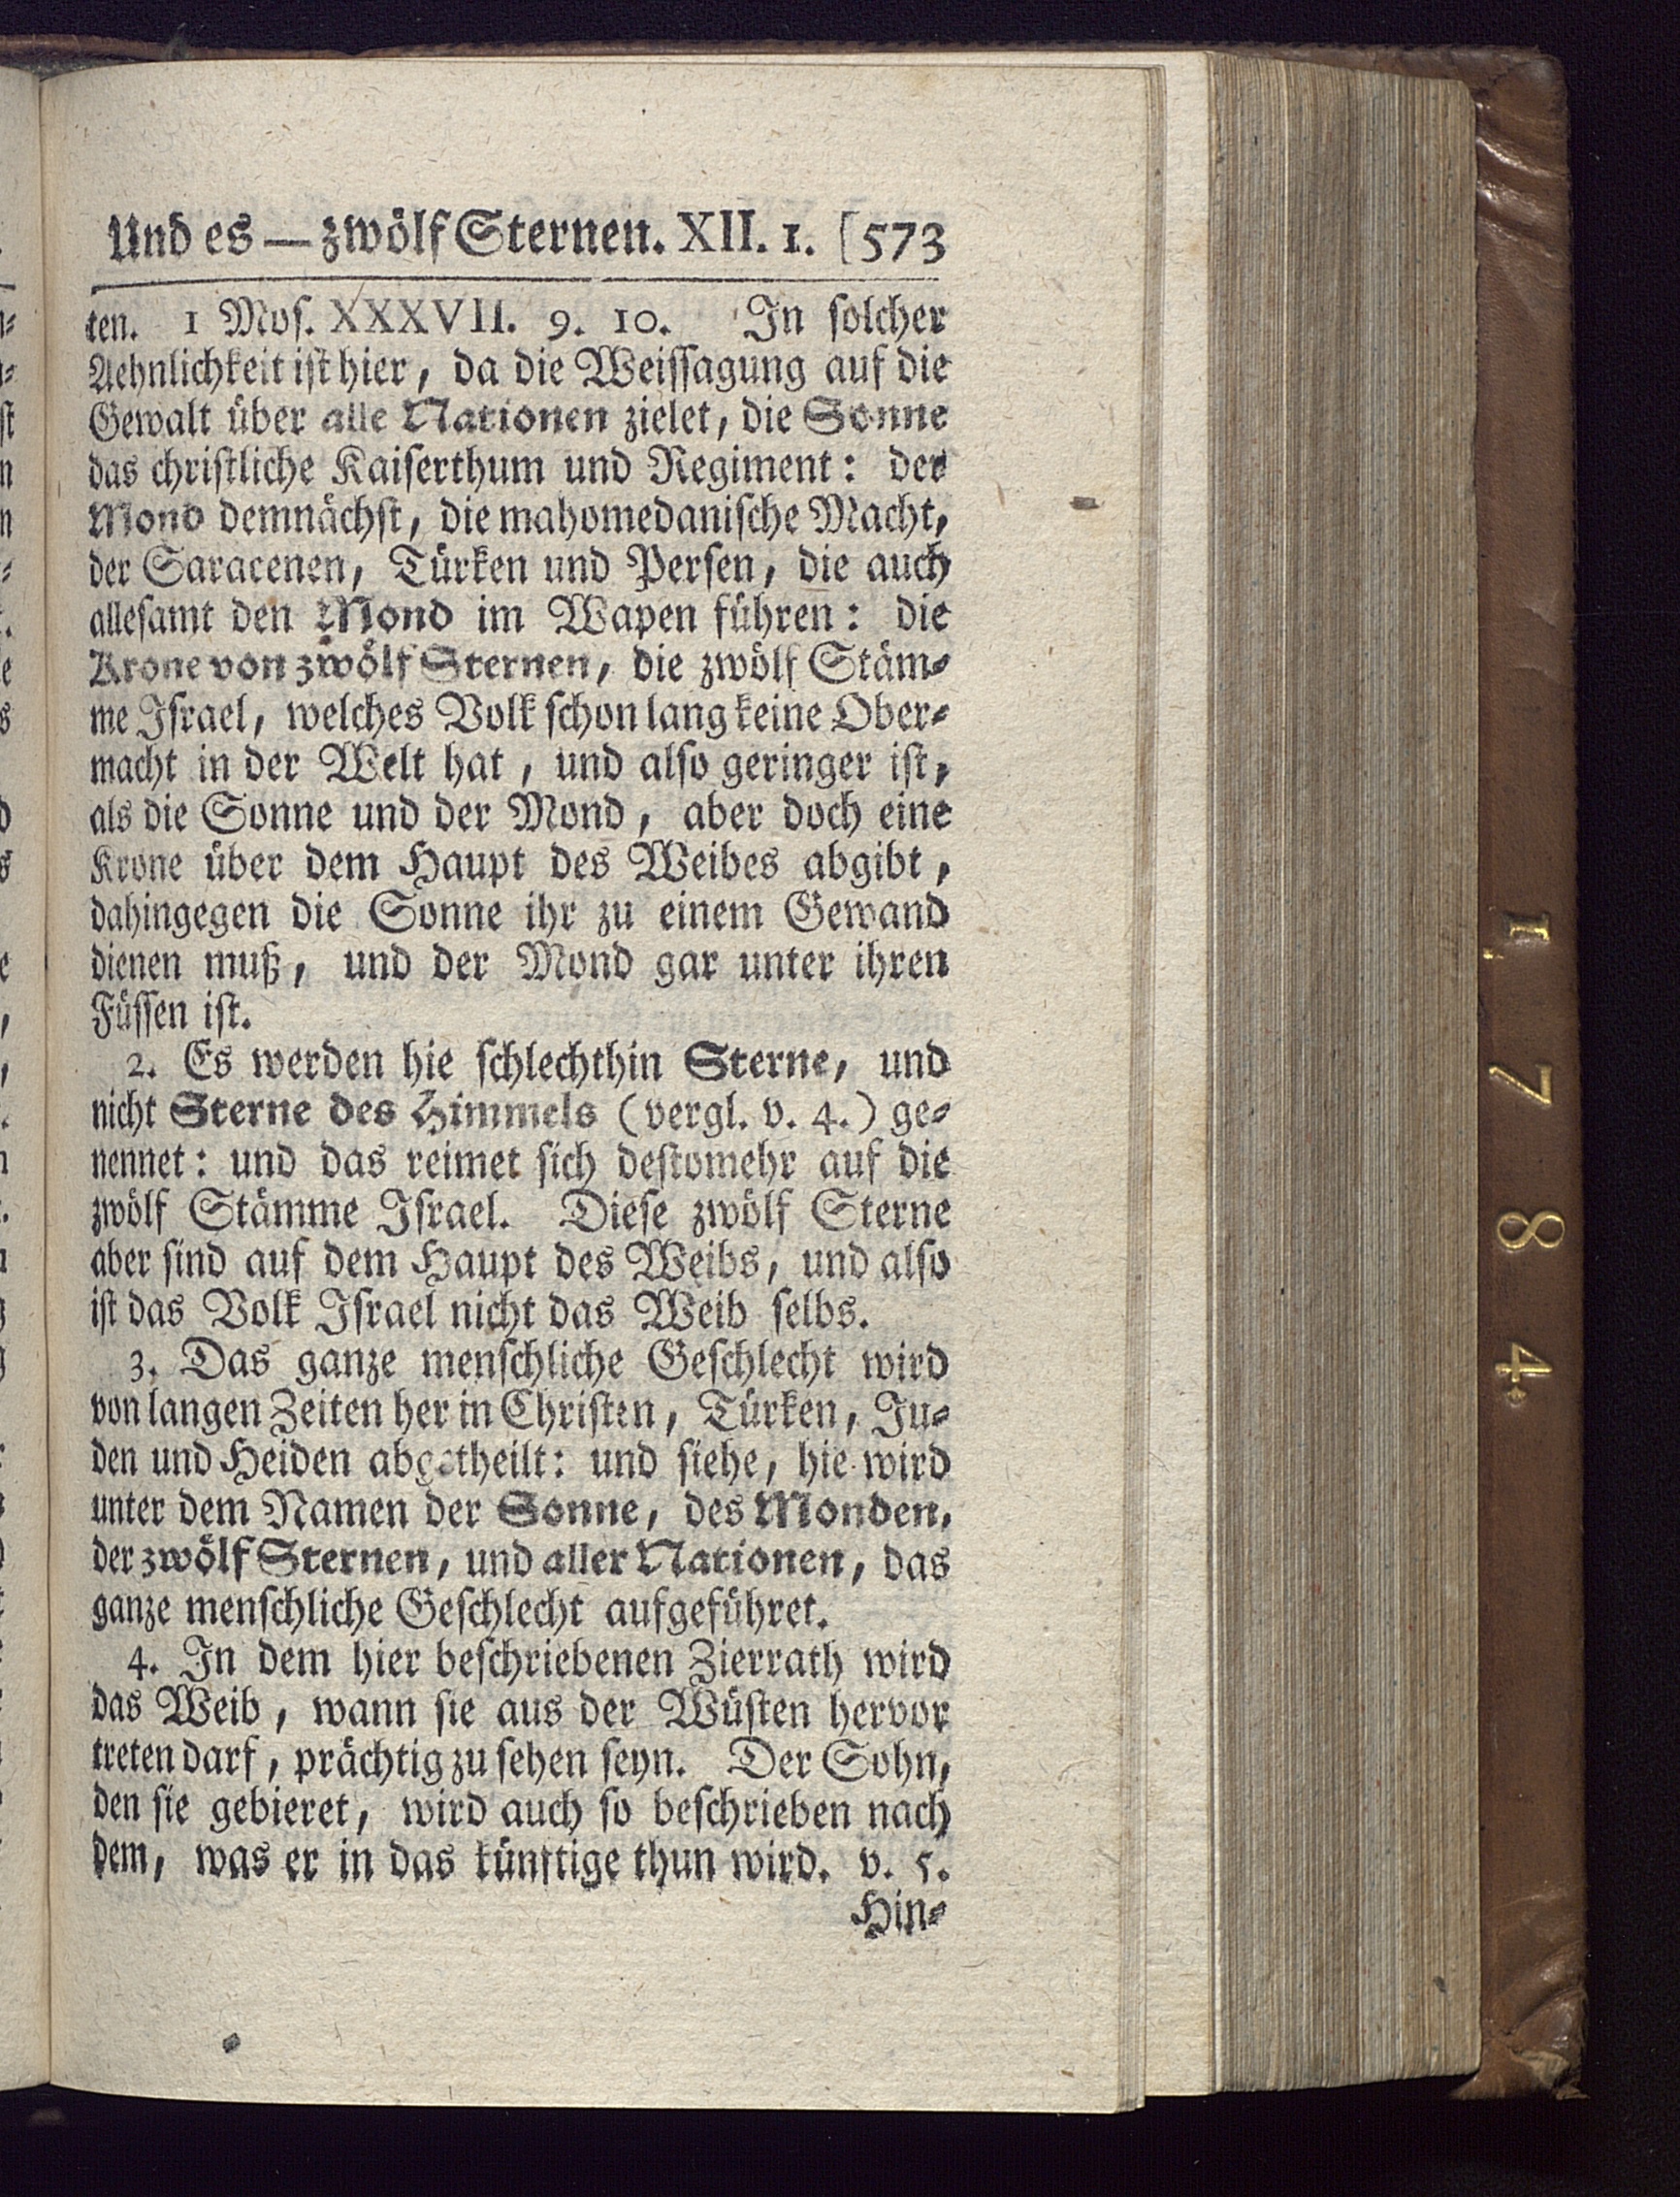 Und es — zwölf Sternen. XII. 1. [573
ten. 1 Mos. XXXVII. 9. 10. In solcher
Aehnlichkeit ist hier, da die Weissagung auf die
Gewalt über alle Nationen zielet, die Sonne
das christliche Kaiserthum und Regiment: der
Mond demnächst, die mahomedanische Macht,
der Saracenen, Türken und Persen, die auch
allesamt den Mond im Wapen führen: die
Krone von zwölf Sternen, die zwölf Stäm-
me Israel, welches Volk schon lang keine Ober-
macht in der Welt hat, und also geringer ist,
als die Sonne und der Mond, aber doch eine
Krone über dem Haupt des Weibes abgibt,
dahingegen die Sonne ihr zu einem Gewand
dienen muß, und der Mond gar unter ihren
Füssen ist.
2. Es werden hie schlechthin Sterne, und
nicht Sterne des Himmels (vergl. v. 4.) ge-
nennet: und das reimet sich destomehr auf die
zwölf Stämme Israel. Diese zwölf Sterne
aber sind auf dem Haupt des Weibs, und also
ist das Volk Israel nicht das Weib selbs.
3. Das ganze menschliche Geschlecht wird
von langen Zeiten her in Christen, Türken, Ju-
den und Heiden abgetheilt: und siehe, hie wird
unter dem Namen der Sonne, des Monden,
der zwölf Sternen, und aller Nationen, das
ganze menschliche Geschlecht aufgeführet.
4. In dem hier beschriebenen Zierrath wird
das Weib, wann sie aus der Wüsten hervor
treten darf, prächtig zu sehen seyn. Der Sohn,
den sie gebieret, wird auch so beschrieben nach
dem, was er in das künftige thun wird. v. 5.
Hin-
1784